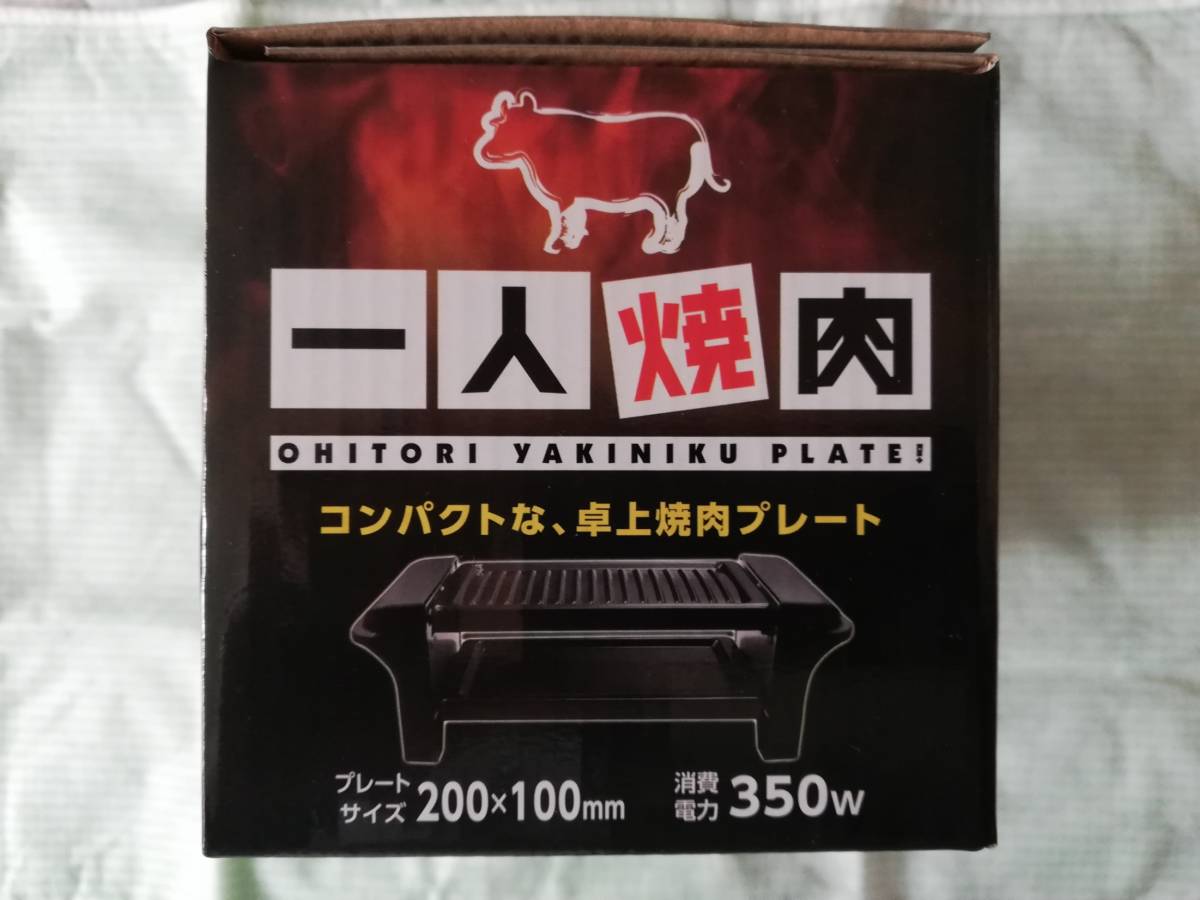 一人焼肉
OHITORI YAKINIKU PLATE!
コンパクトな、卓上焼肉プレート
プレート
サイズ 200×100mm
消費
電力 350W